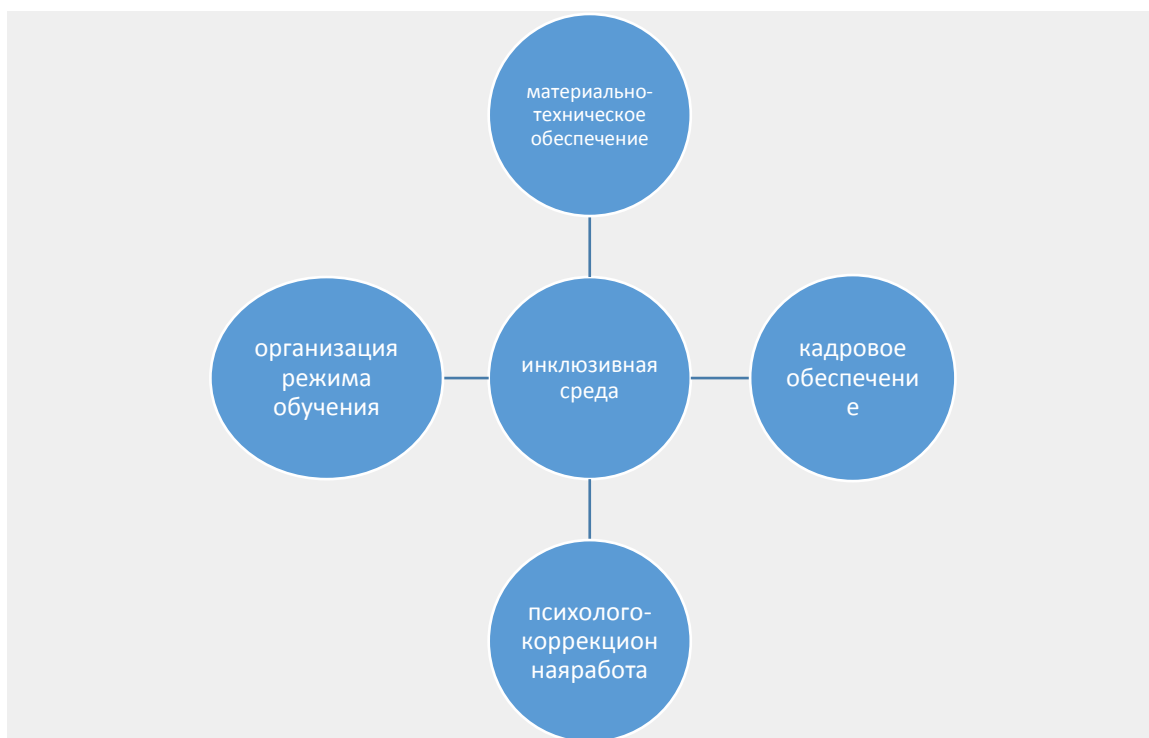 материально-
техническое
обеспечение
организация
режима
обучения
инклюзивная
среда
кадровое
обеспечени
е
психолого-
коррекцион
наяработа